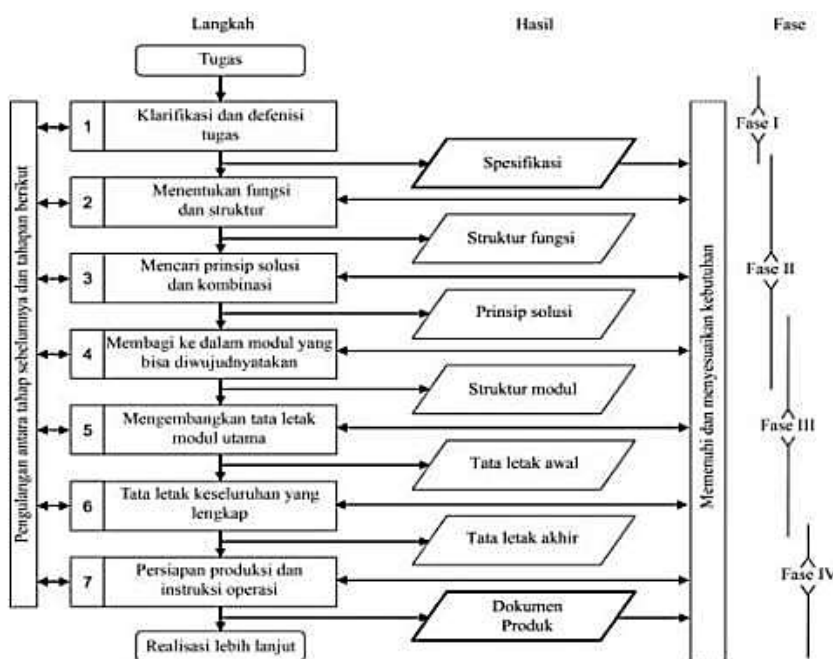 Langkah
Hasil
Fase
Tugas
Pengulangan antara tahap sebelumnya dan tahapan berikut
1
Klarifikasi dan defenisi
tugas
Spesifikasi
2
Menentukan fungsi
dan struktur
Struktur fungsi
3
Mencari prinsip solusi
dan kombinasi
Prinsip solusi
4
Membagi ke dalam modul yang
bisa diwujudnyatakan
Struktur modul
5
Mengembangkan tata letak
modul utama
Tata letak awal
6
Tata letak keseluruhan yang
lengkap
Tata letak akhir
7
Persiapan produksi dan
instruksi operasi
Dokumen
Produk
Realisasi lebih lanjut
Memenuhi dan menyesuaikan kebutuhan
Fase I
Fase II
Fase III
Fase IV